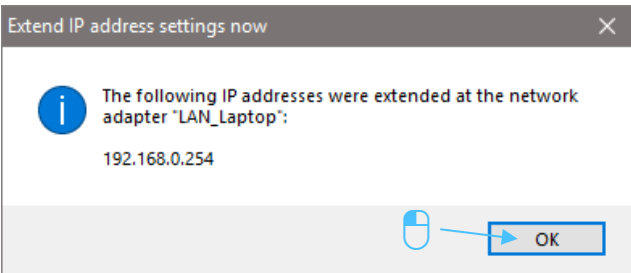 Extend IP address settings now
The following IP addresses were extended at the network
adapter "LAN_Laptop":
192.168.0.254
OK